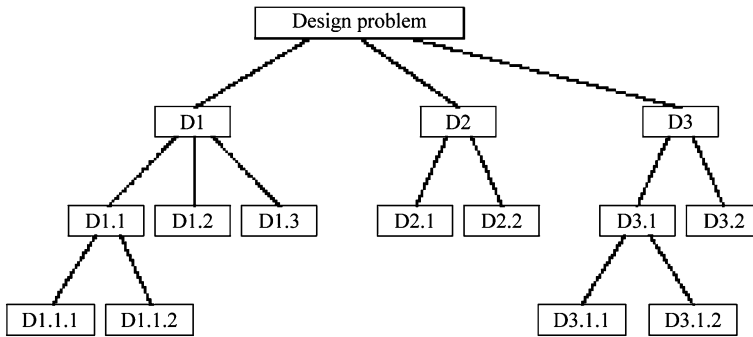 Design problem
D1
D2
D3
D1.1
D1.2
D1.3
D2.1
D2.2
D3.1
D3.2
D1.1.1
D1.1.2
D3.1.1
D3.1.2